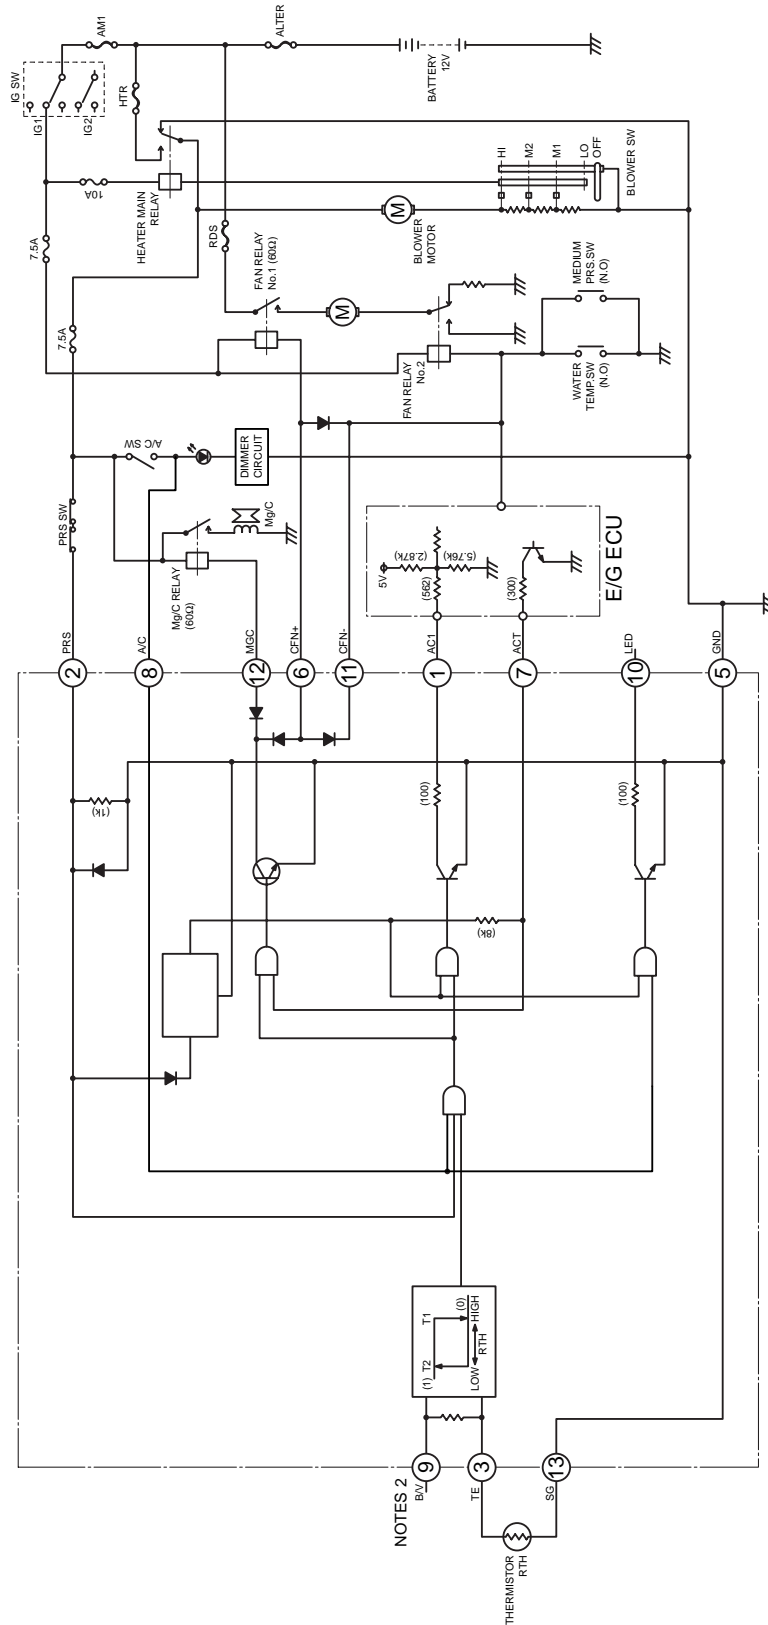 AM1
ALTER
IG SW
IG1
IG2
HTR
BATTERY
12V
10A
7.5A
HEATER MAIN
RELAY
HI
M2
M1
LO
OFF
BLOWER SW
BLOWER
MOTOR
M
RDS
FAN RELAY
No.1 (60Ω)
M
MEDIUM
PRS.SW
(N.O)
7.5A
FAN RELAY
No.2
WATER
TEMP.SW
(N.O)
A/C SW
DIMMER
CIRCUIT
PRS SW
Mg/C
Mg/C RELAY
(60Ω)
5V
(2.87k)
(5.76k)
(562)
(300)
E/G ECU
PRS
A/C
MGC
CFN+
CFN-
AC1
ACT
LED
GND
2
8
12
6
11
1
7
10
5
(1k)
(100)
(100)
(8k)
(1)
T2
T1
(0)
LOW
HIGH
RTH
NOTES 2
B/V
9
TE
3
SG
13
THERMISTOR
RTH